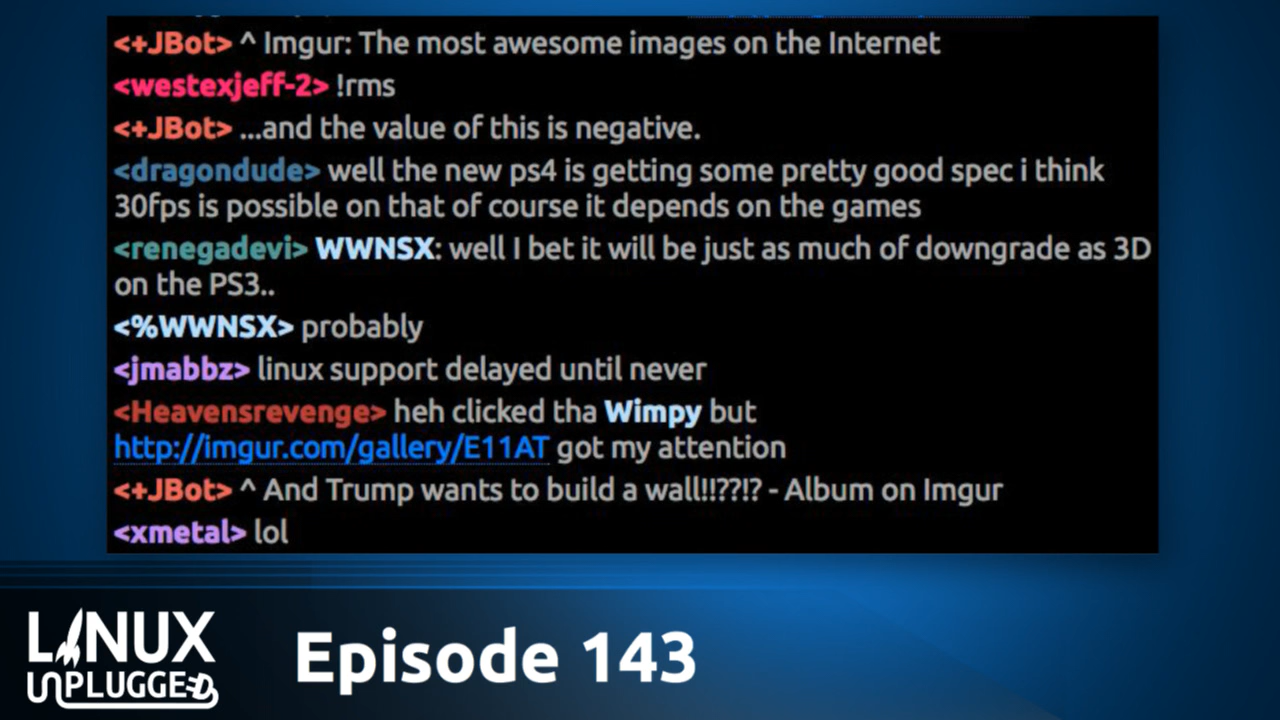 <+JBot> ^ Imgur: The most awesome images on the Internet
<westexjeff-2> !rms
<+JBot> ...and the value of this is negative.
<dragondude> well the new ps4 is getting some pretty good spec i think
30fps is possible on that of course it depends on the games
<renegadevi> WWNSX: well I bet it will be just as much of downgrade as 3D
on the PS3..
<%WWNSX> probably
<jmabbz> linux support delayed until never
<Heavensrevenge> heh clicked tha Wimpy but
http://imgur.com/gallery/E11AT got my attention
<+JBot> ^ And Trump wants to build a wall!!??!? - Album on Imgur
<xmetal> lol
LINUX
UNPLUGGED
Episode 143